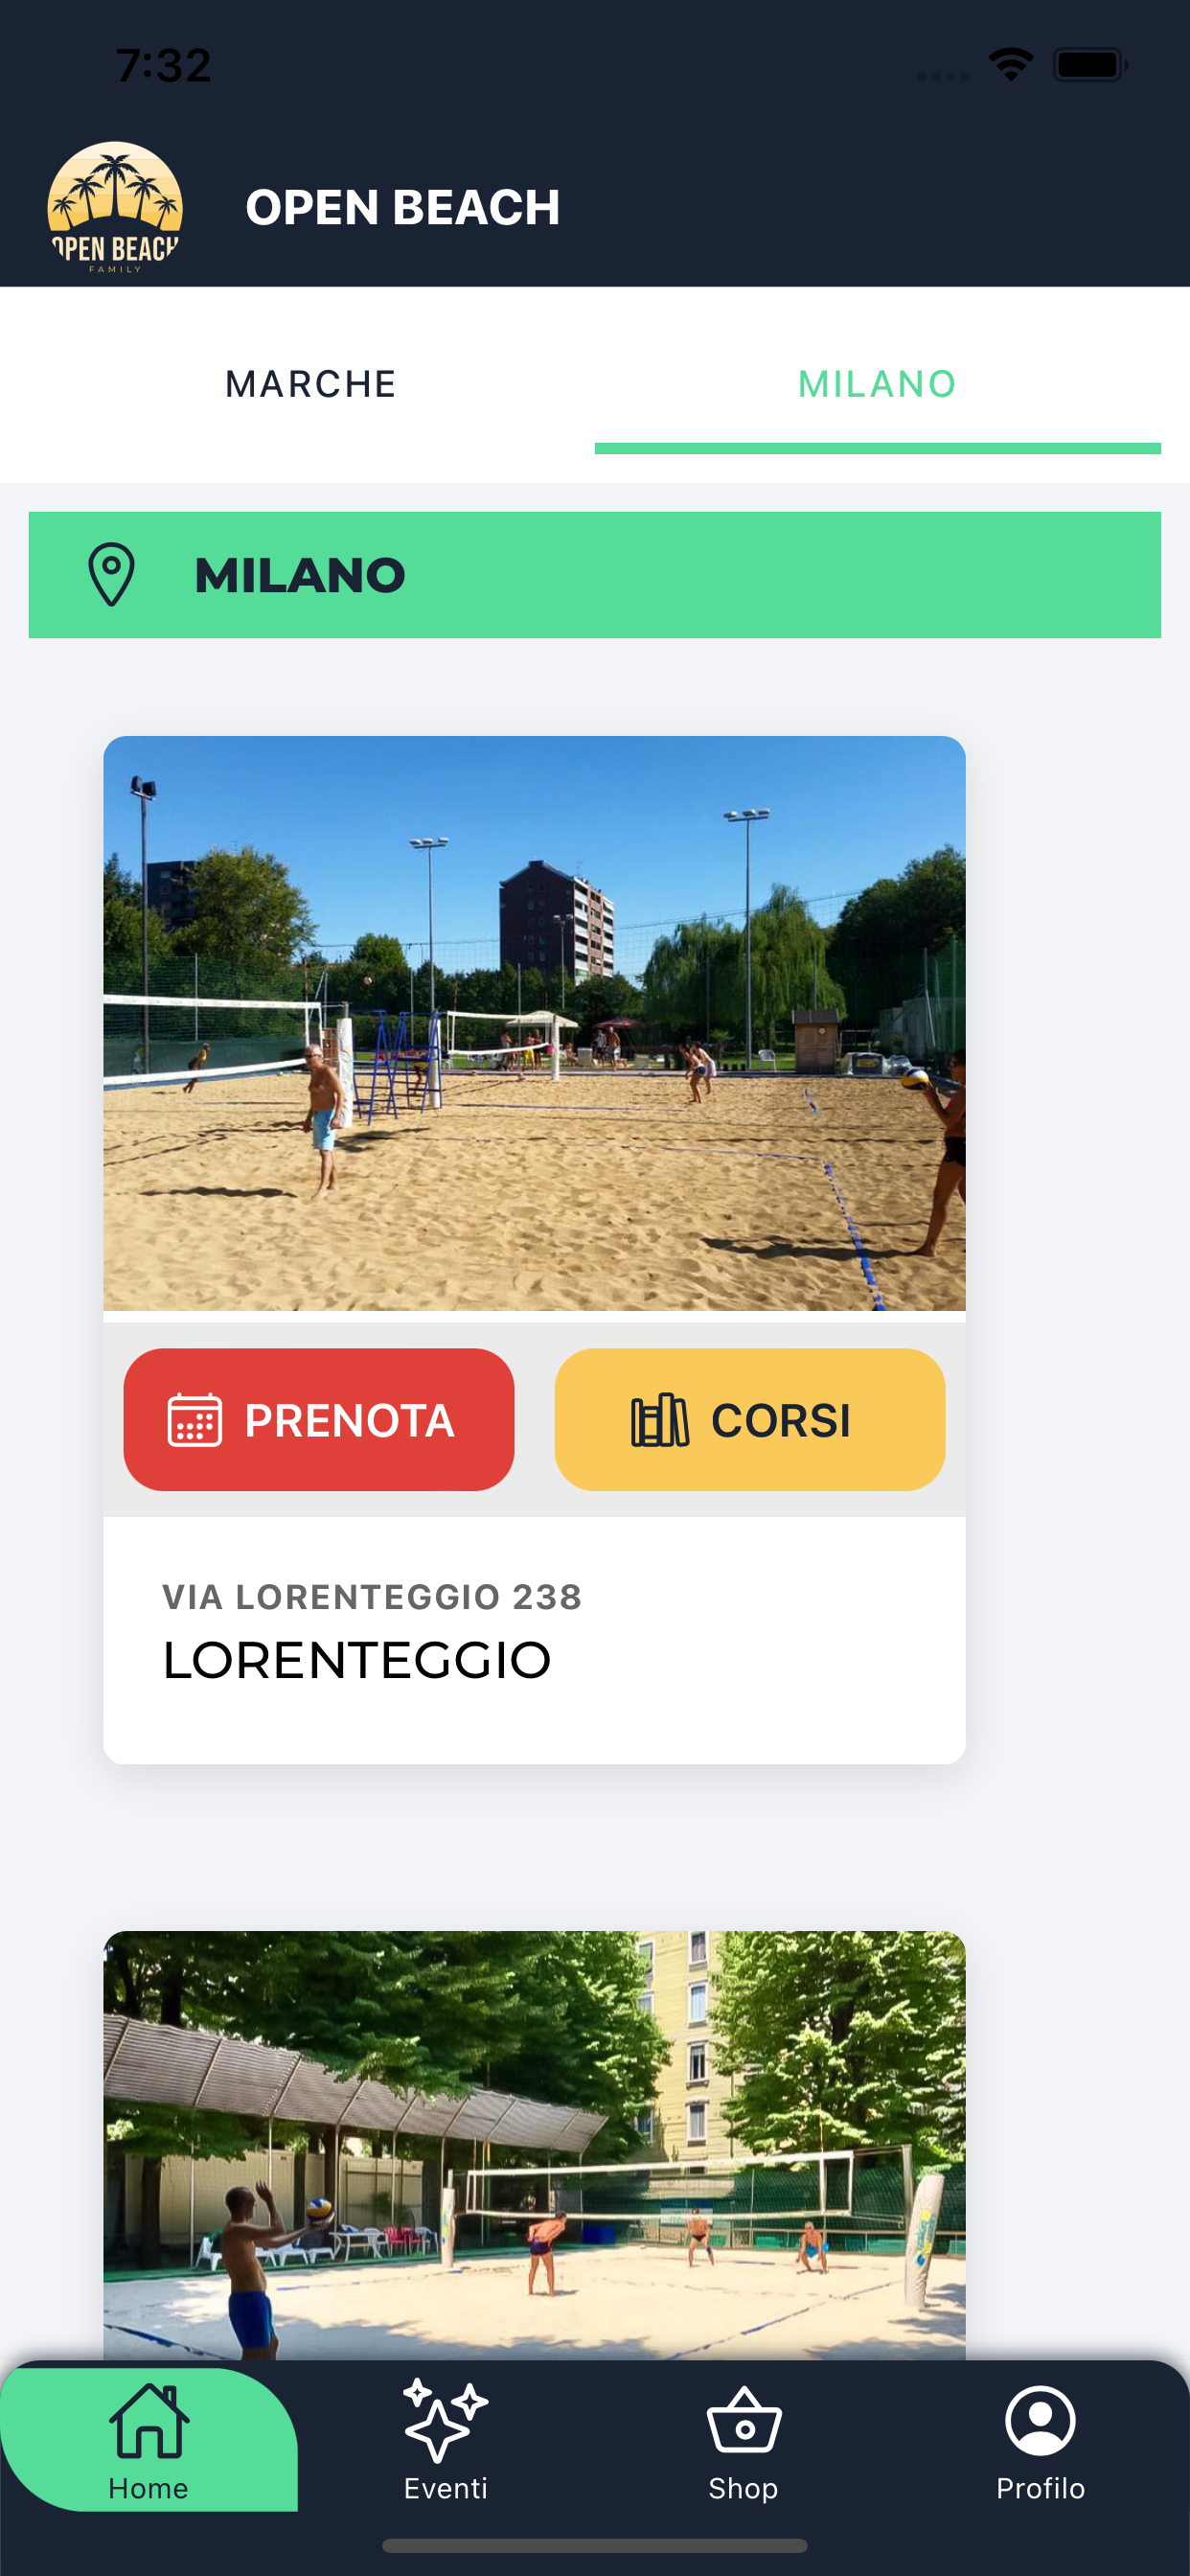 7:32
OPEN BEACH
FAMILY
OPEN BEACH
MARCHE
MILANO
MILANO
PRENOTA
CORSI
VIA LORENTEGGIO 238
LORENTEGGIO
Home
Eventi
Shop
Profilo